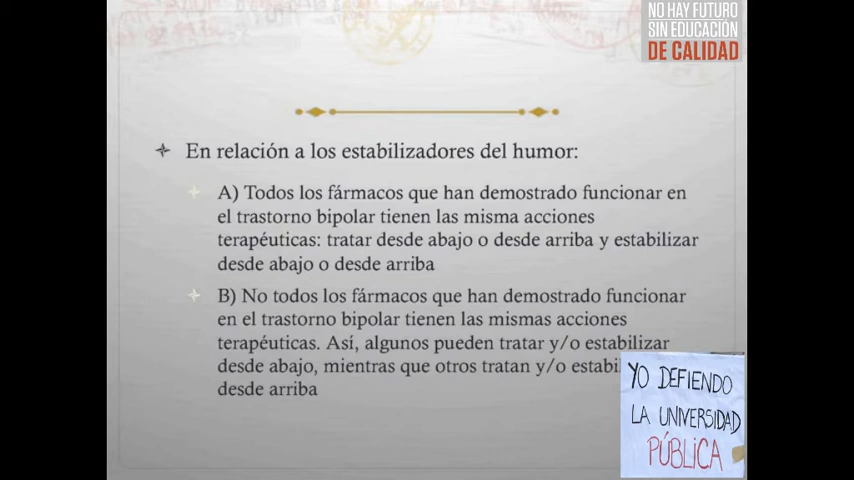 NO HAY FUTURO
SIN EDUCACIÓN
DE CALIDAD
En relación a los estabilizadores del humor:
A) Todos los fármacos que han demostrado funcionar en
el trastorno bipolar tienen las misma acciones
terapéuticas: tratar desde abajo o desde arriba y estabilizar
desde abajo o desde arriba
B) No todos los fármacos que han demostrado funcionar
en el trastorno bipolar tienen las mismas acciones
terapéuticas. Así, algunos pueden tratar y/o estabilizar
desde abajo, mientras que otros tratan y/o estabi
desde arriba
YO DEFIENDO
LA UNIVERSIDAD
PÚBLICA